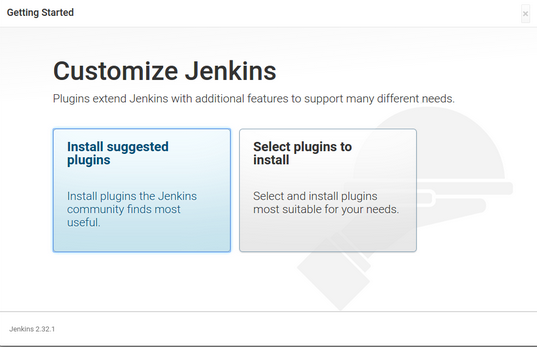 Getting Started
×
Customize Jenkins
Plugins extend Jenkins with additional features to support many different needs.
Install suggested
plugins
Install plugins the Jenkins
community finds most
useful.
Select plugins to
install
Select and install plugins
most suitable for your needs.
Jenkins 2.32.1